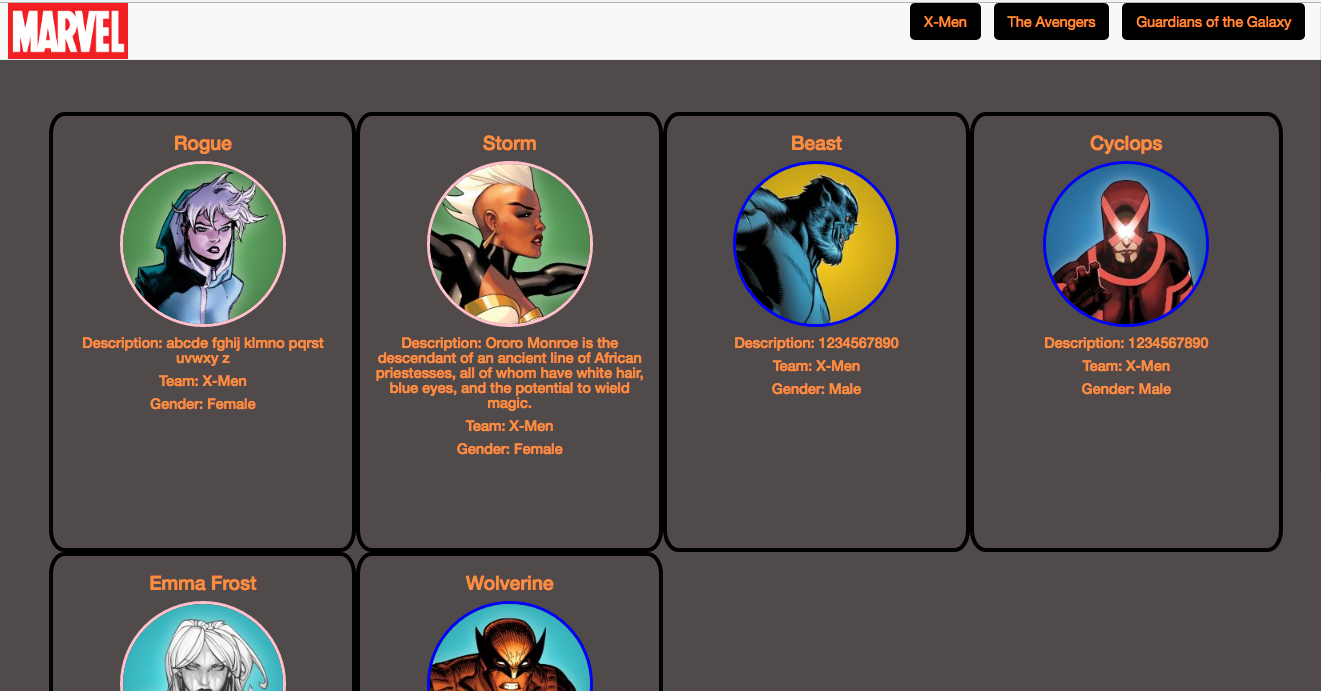 MARVEL
X-Men
The Avengers
Guardians of the Galaxy
Rogue
Description: abcde fghij klmno pqrst
uvwxy z
Team: X-Men
Gender: Female
Storm
Description: Ororo Monroe is the
descendant of an ancient line of African
priestesses, all of whom have white hair,
blue eyes, and the potential to wield
magic.
Team: X-Men
Gender: Female
Beast
Description: 1234567890
Team: X-Men
Gender: Male
Cyclops
Description: 1234567890
Team: X-Men
Gender: Male
Emma Frost
Wolverine